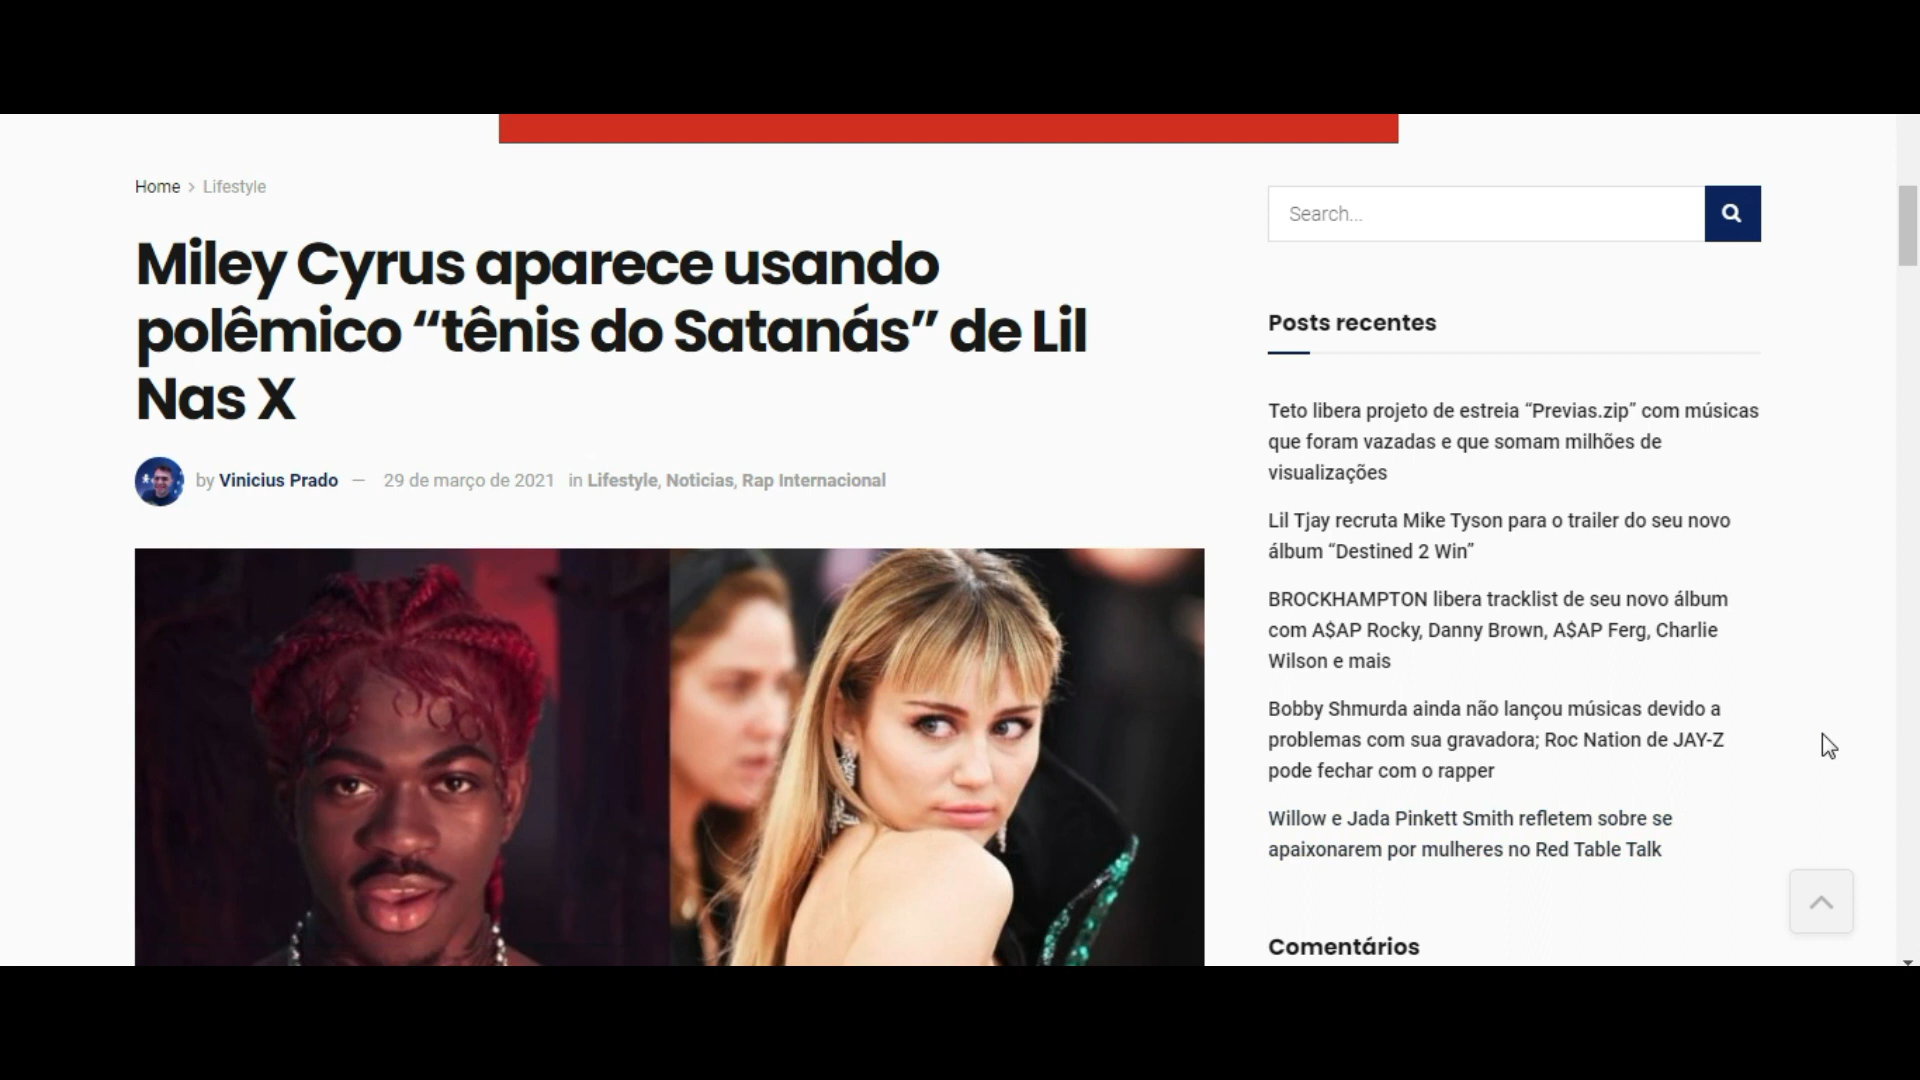 Home > Lifestyle
Miley Cyrus aparece usando
polêmico “tênis do Satanás” de Lil
Nas X
by Vinicius Prado — 29 de março de 2021 in Lifestyle, Noticias, Rap Internacional
Search...
Posts recentes
Teto libera projeto de estreia “Previas.zip” com músicas
que foram vazadas e que somam milhões de
visualizações
Lil Tjay recruta Mike Tyson para o trailer do seu novo
álbum “Destined 2 Win”
BROCKHAMPTON libera tracklist de seu novo álbum
com A$AP Rocky, Danny Brown, A$AP Ferg, Charlie
Wilson e mais
Bobby Shmurda ainda não lançou músicas devido a
problemas com sua gravadora; Roc Nation de JAY-Z
pode fechar com o rapper
Willow e Jada Pinkett Smith refletem sobre se
apaixonarem por mulheres no Red Table Talk
Comentários